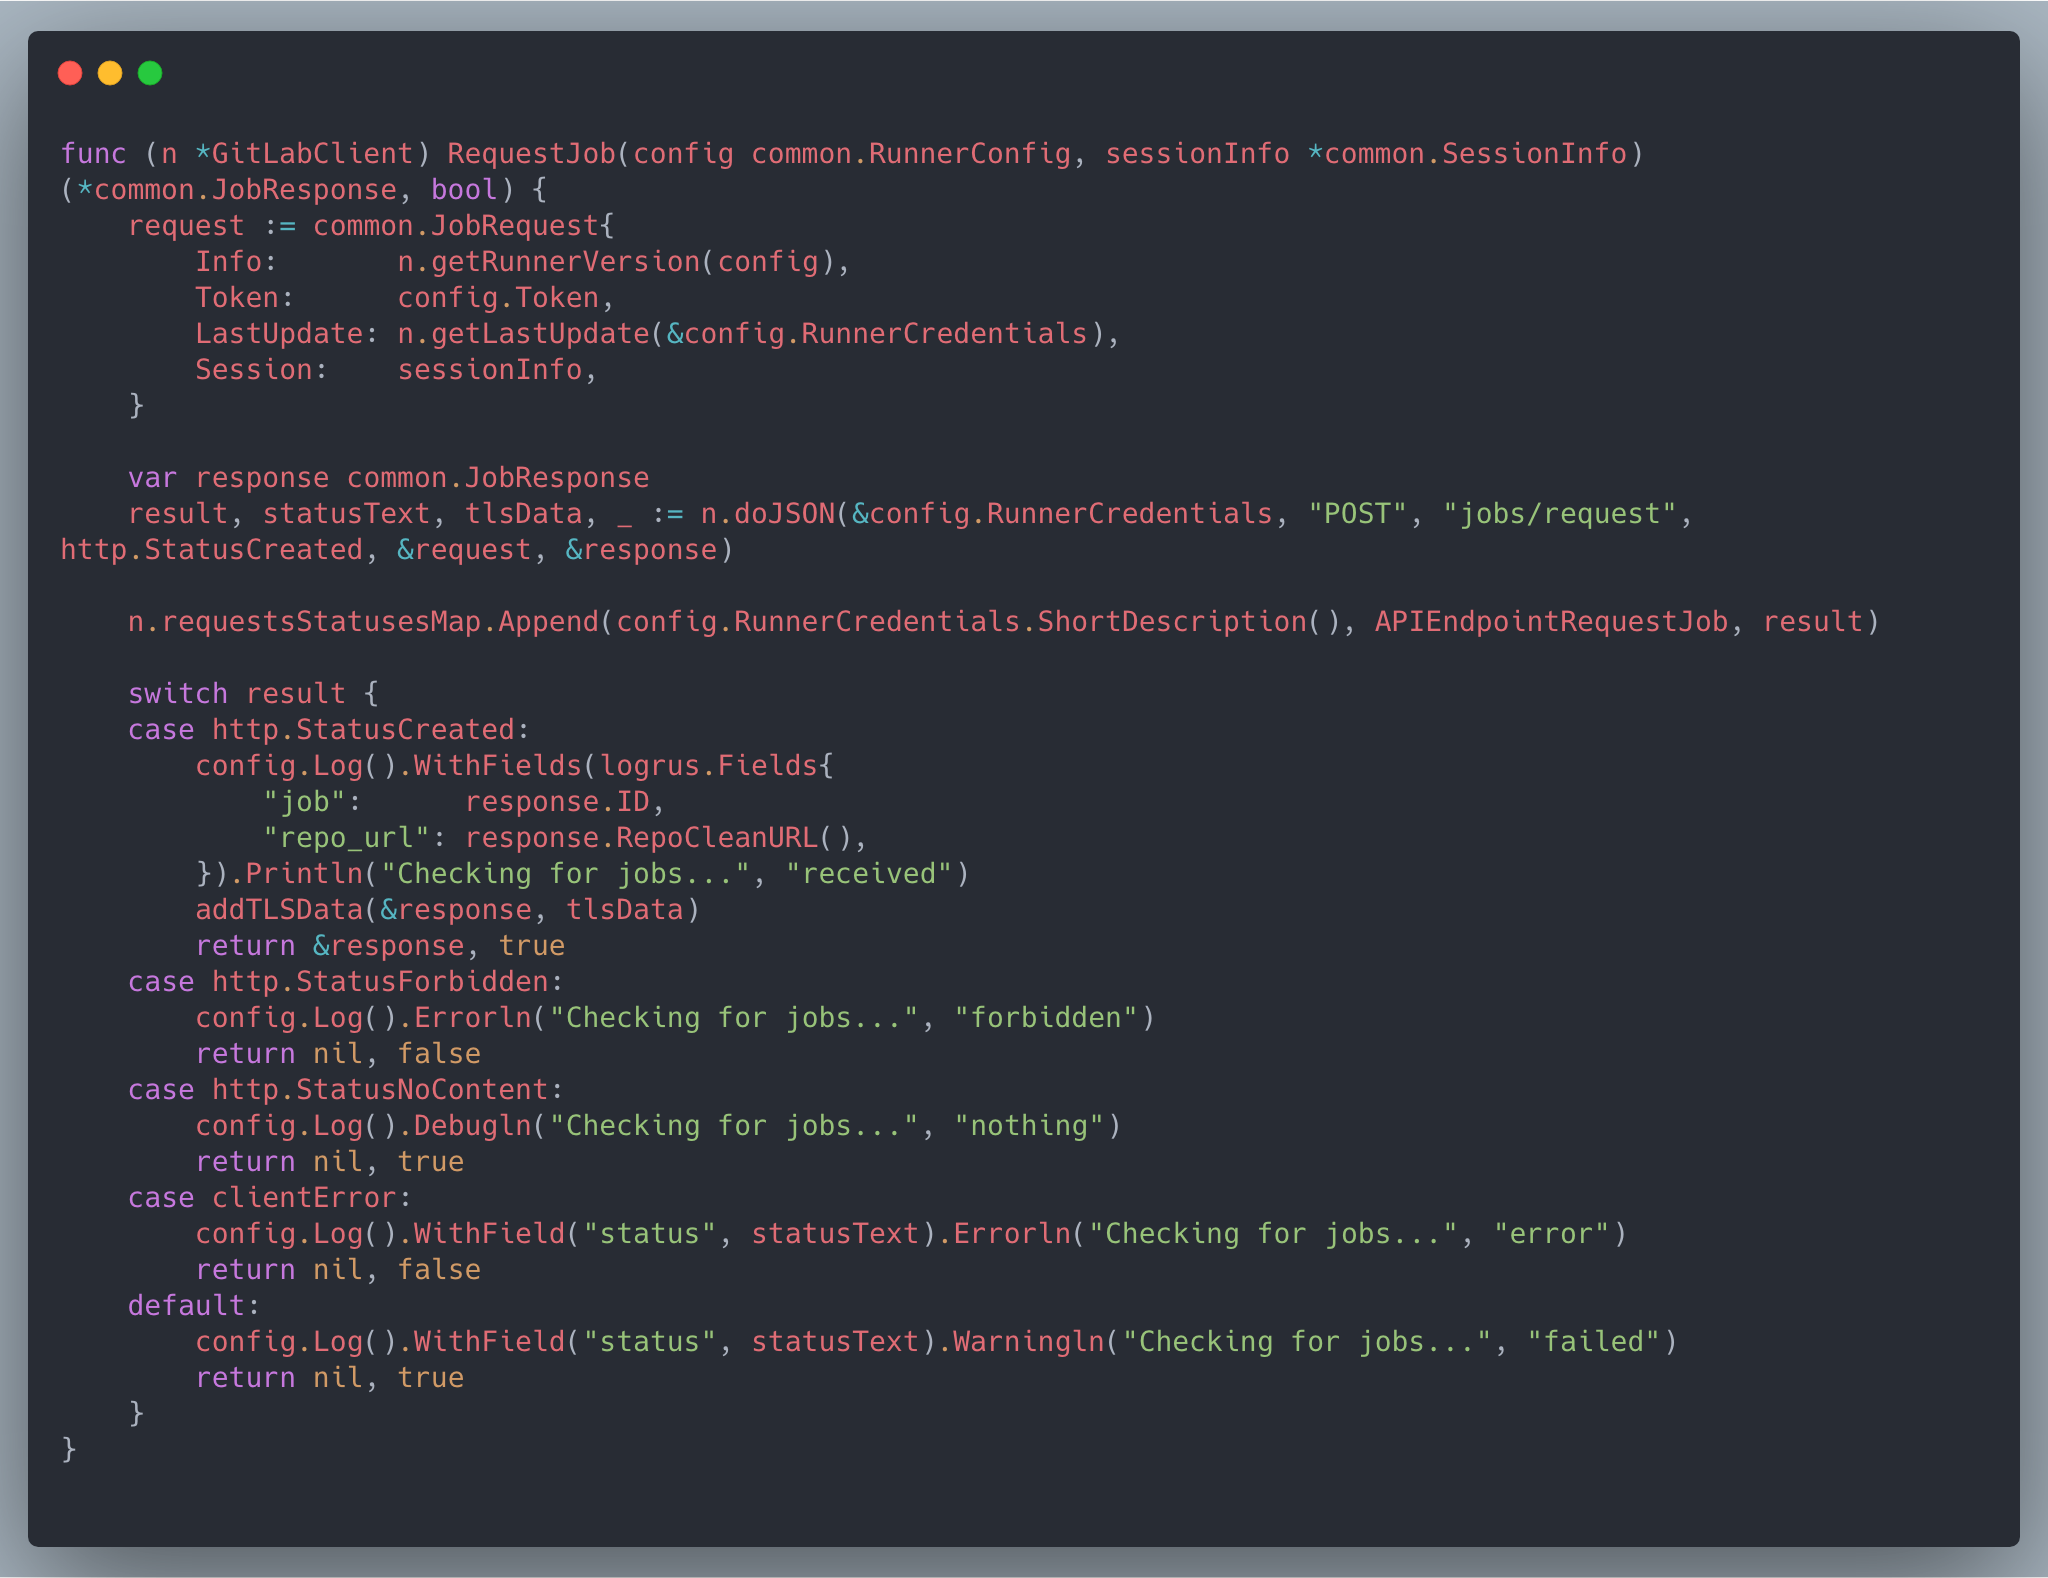 func (n *GitLabClient) RequestJob(config common.RunnerConfig, sessionInfo *common.SessionInfo)
(*common.JobResponse, bool) {
    request := common.JobRequest{
        Info:       n.getRunnerVersion(config),
        Token:      config.Token,
        LastUpdate: n.getLastUpdate(&config.RunnerCredentials),
        Session:    sessionInfo,
    }

    var response common.JobResponse
    result, statusText, tlsData, _ := n.doJSON(&config.RunnerCredentials, "POST", "jobs/request",
http.StatusCreated, &request, &response)

    n.requestsStatusesMap.Append(config.RunnerCredentials.ShortDescription(), APIEndpointRequestJob, result)

    switch result {
    case http.StatusCreated:
        config.Log().WithFields(logrus.Fields{
            "job":      response.ID,
            "repo_url": response.RepoCleanURL(),
        }).Println("Checking for jobs...", "received")
        addTLSData(&response, tlsData)
        return &response, true
    case http.StatusForbidden:
        config.Log().Errorln("Checking for jobs...", "forbidden")
        return nil, false
    case http.StatusNoContent:
        config.Log().Debugln("Checking for jobs...", "nothing")
        return nil, true
    case clientError:
        config.Log().WithField("status", statusText).Errorln("Checking for jobs...", "error")
        return nil, false
    default:
        config.Log().WithField("status", statusText).Warningln("Checking for jobs...", "failed")
        return nil, true
    }
}